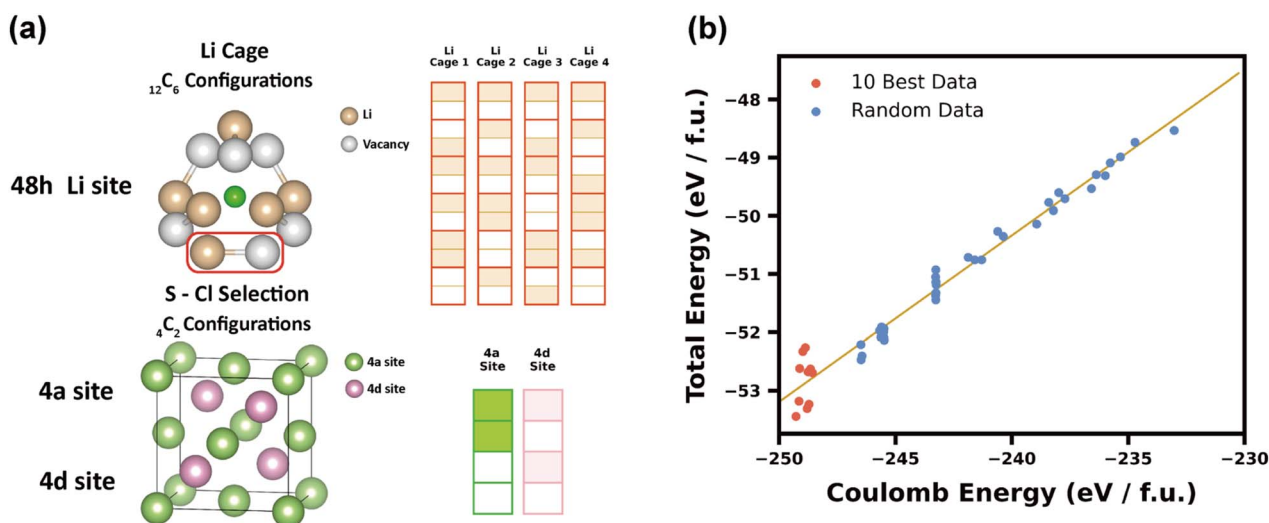 (a)
Li Cage
₁₂C₆ Configurations
Li
Vacancy
48h Li site
S - Cl Selection
₄C₂ Configurations
4a site
4d site
4a site
4d site
Li
Cage 1
Li
Cage 2
Li
Cage 3
Li
Cage 4
4a
Site
4d
Site
(b)
10 Best Data
Random Data
Total Energy (eV / f.u.)
−48
−49
−50
−51
−52
−53
−250
−245
−240
−235
−230
Coulomb Energy (eV / f.u.)